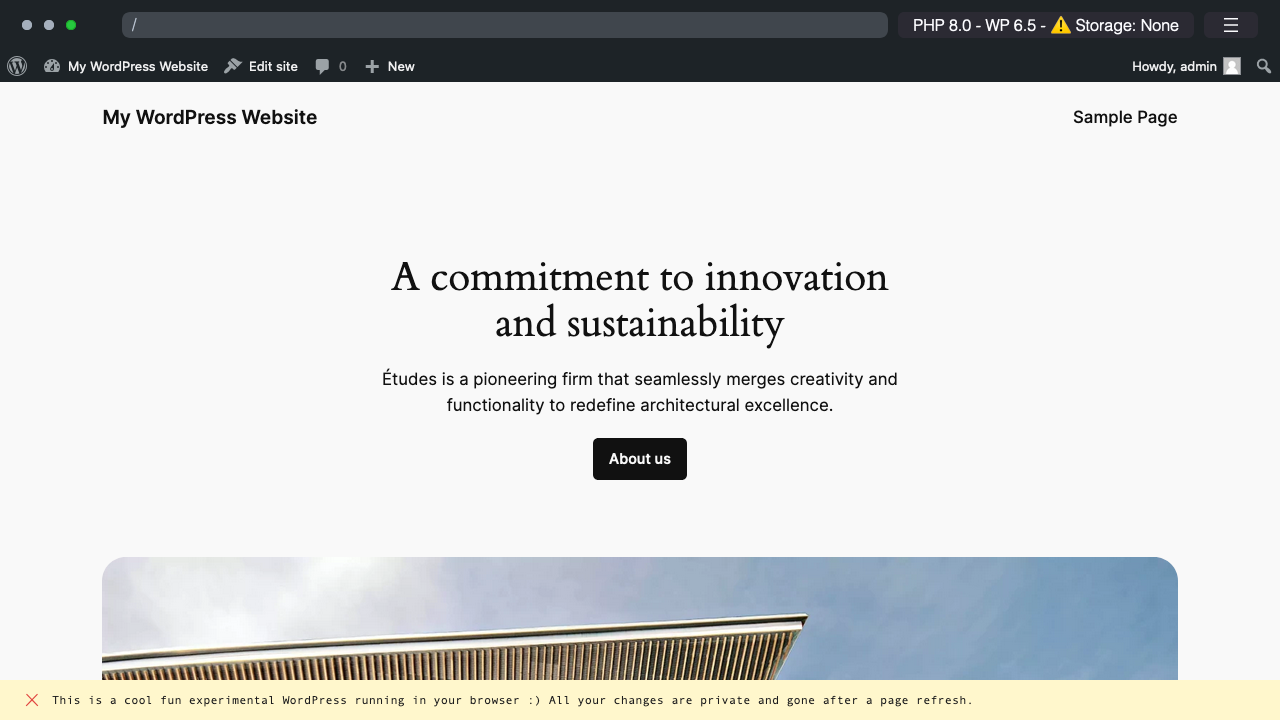 /
PHP 8.0 - WP 6.5 - ⚠️ Storage: None
My WordPress Website
Edit site
0
New
Howdy, admin
My WordPress Website
Sample Page
A commitment to innovation
and sustainability
Études is a pioneering firm that seamlessly merges creativity and
functionality to redefine architectural excellence.
About us
This is a cool fun experimental WordPress running in your browser :) All your changes are private and gone after a page refresh.